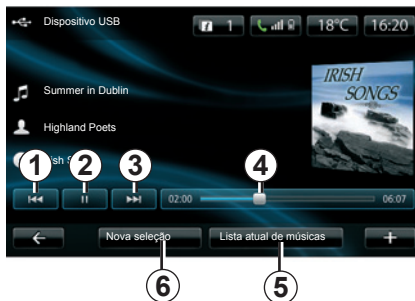 Dispositivo USB
1
18°C
16:20
IRISH
SONGS
Summer in Dublin
Highland Poets
1
2
3
4
02:00
06:07
Nova seleção
Lista atual de músicas
+
6
5